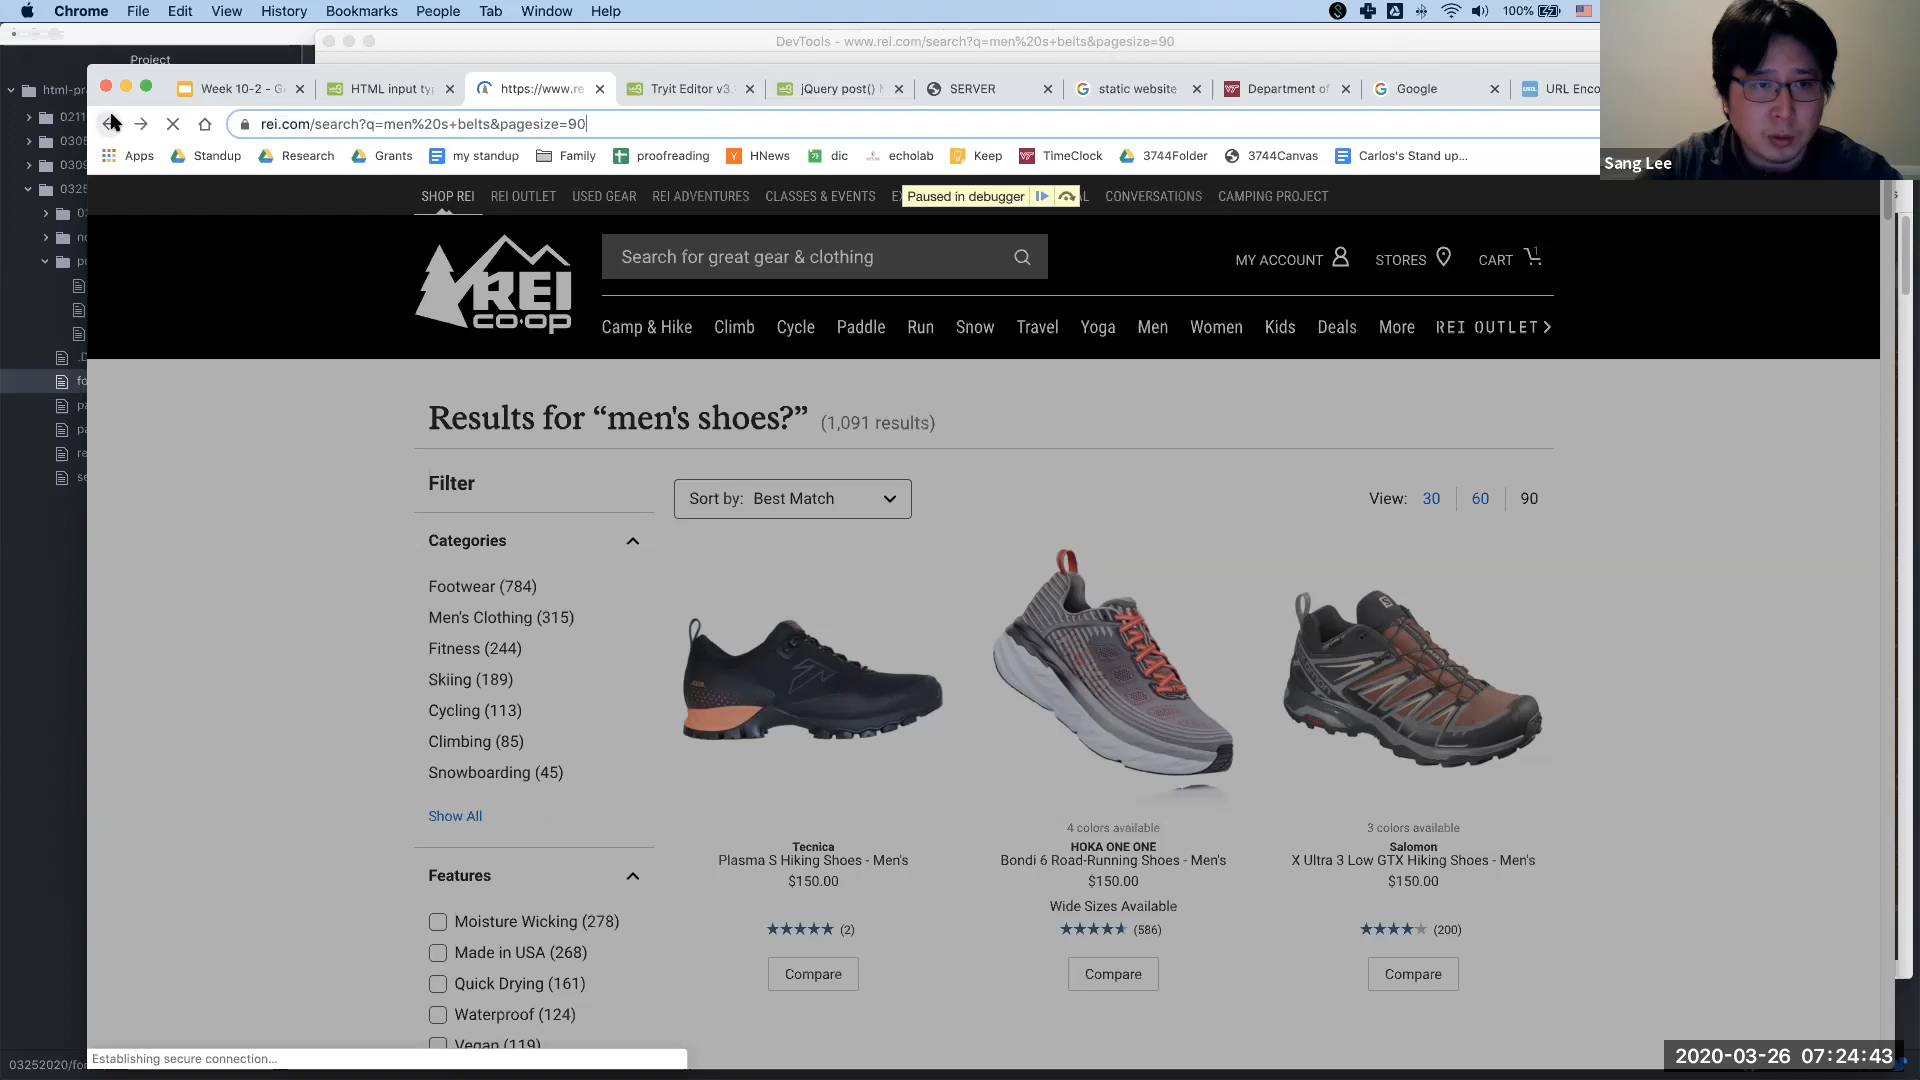 Chrome File Edit View History Bookmarks People Tab Window Help 100%
DevTools - www.rei.com/search?q=men%20s+belts&pagesize=90
Project
Week 10-2 - G HTML input ty https://www.re Tryit Editor v3. jQuery post() SERVER static website Department of Google URL Enco
rei.com/search?q=men%20s+belts&pagesize=90
Apps Standup Research Grants my standup Family proofreading HNews dic echolab Keep TimeClock 3744Folder 3744Canvas Carlos's Stand up...
Sang Lee
SHOP REI REI OUTLET USED GEAR REI ADVENTURES CLASSES & EVENTS Paused in debugger CONVERSATIONS CAMPING PROJECT
REI
CO·OP
Search for great gear & clothing
MY ACCOUNT STORES CART
Camp & Hike Climb Cycle Paddle Run Snow Travel Yoga Men Women Kids Deals More REI OUTLET
Results for “men's shoes?” (1,091 results)
Filter
Sort by: Best Match
View: 30 60 90
Categories
Footwear (784)
Men's Clothing (315)
Fitness (244)
Skiing (189)
Cycling (113)
Climbing (85)
Snowboarding (45)
Show All
Features
Moisture Wicking (278)
Made in USA (268)
Quick Drying (161)
Waterproof (124)
Vegan (119)
Tecnica
Plasma S Hiking Shoes - Men's
$150.00
(2)
Compare
4 colors available
HOKA ONE ONE
Bondi 6 Road-Running Shoes - Men's
$150.00
Wide Sizes Available
(586)
Compare
3 colors available
Salomon
X Ultra 3 Low GTX Hiking Shoes - Men's
$150.00
(200)
Compare
Establishing secure connection...
03252020/for
2020-03-26 07:24:43